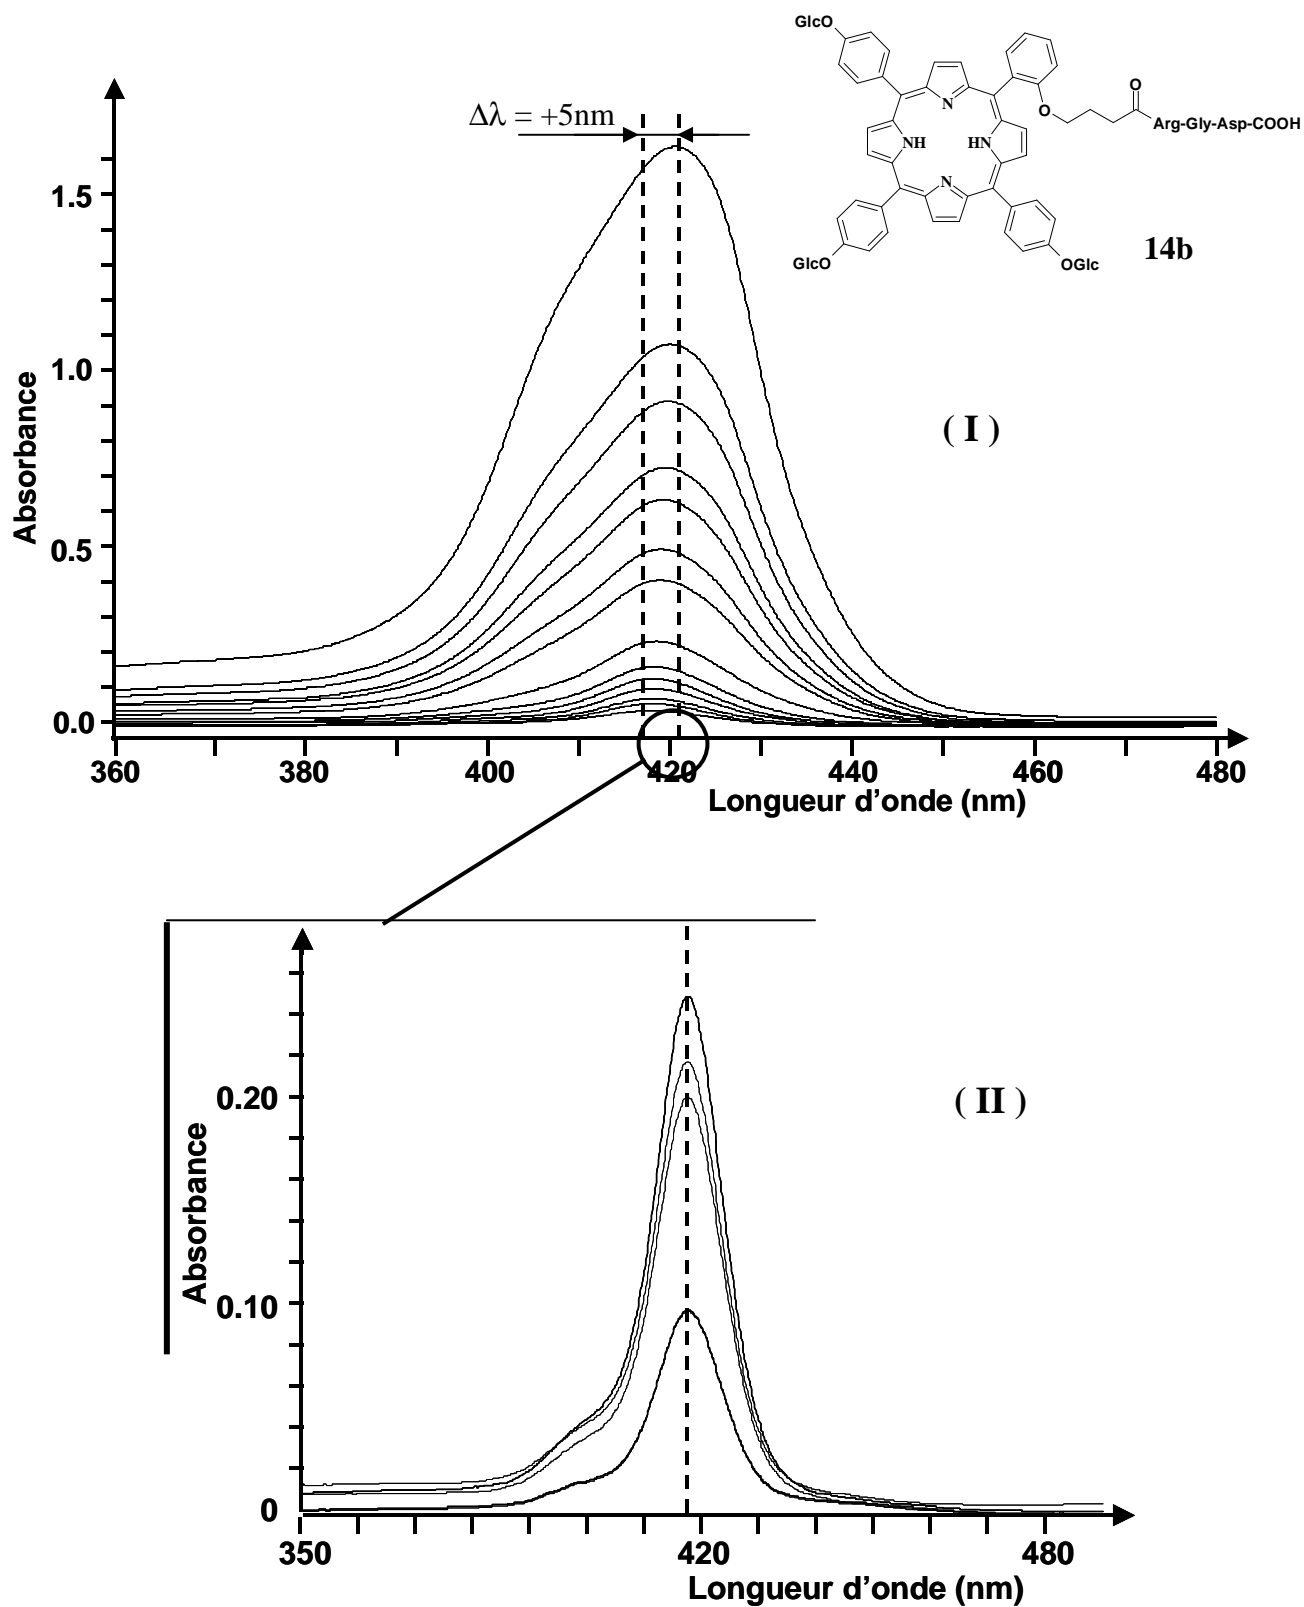 GlcO
O
O
N
NH
HN
N
Arg-Gly-Asp-COOH
GlcO
OGlc
14b
Δλ = +5nm
1.5
1.0
0.5
0.0
Absorbance
( I )
360
380
400
420
440
460
480
Longueur d’onde (nm)
0.20
0.10
0
Absorbance
( II )
350
420
480
Longueur d’onde (nm)